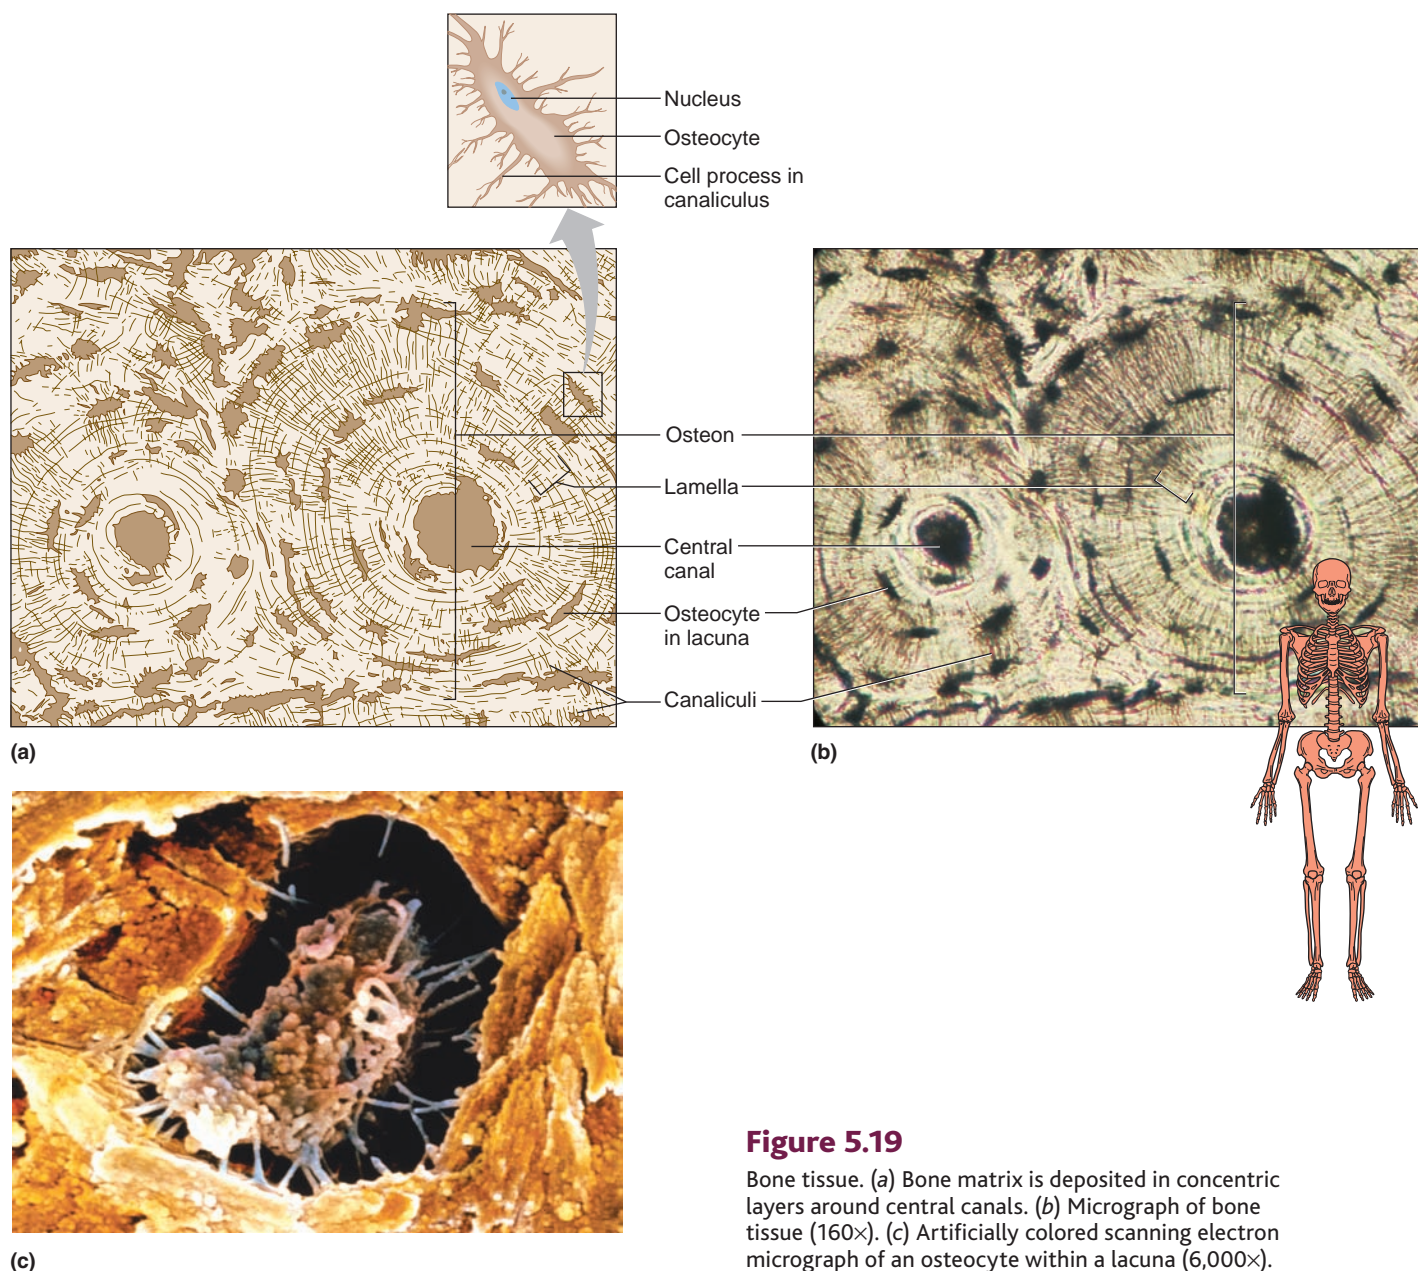 Nucleus
Osteocyte
Cell process in
canaliculus
Osteon
Lamella
Central
canal
Osteocyte
in lacuna
Canaliculi
(a)
(b)
(c)
Figure 5.19
Bone tissue. (a) Bone matrix is deposited in concentric
layers around central canals. (b) Micrograph of bone
tissue (160×). (c) Artificially colored scanning electron
micrograph of an osteocyte within a lacuna (6,000×).